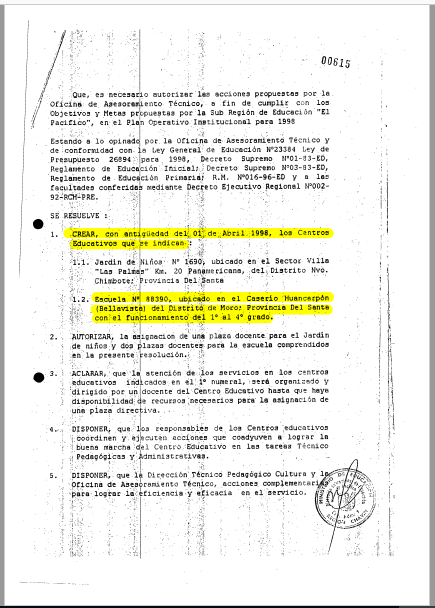 00615
Que, es necesario autorizar las acciones propuestas por la
Oficina de Asesoramiento Técnico, a fin de cumplir con los
Objetivos y Metas propuestas por la Sub Región de Educación "El
Pacífico", en el Plan Operativo Institucional para 1998
Estando a lo opinado por la Oficina de Asesoramiento Técnico y
de conformidad con la Ley General de Educación Nº23384 Ley de
Presupuesto 26894 para 1998, Decreto Supremo Nº01-83-ED,
Reglamento de Educación Inicial; Decreto Supremo Nº03-83-ED,
Reglamento de Educación Primaria; R.M. Nº016-96-ED y a las
facultades conferidas mediante Decreto Ejecutivo Regional Nº002-
92-RCH-PRE.
SE RESUELVE :
1. CREAR, con antigüedad del 01 de Abril 1998, los Centros
Educativos que se indican :
1.1. Jardín de Niños Nº 1690, ubicado en el Sector Villa
"Las Palmas" Km. 20 Panamericana, del Distrito Nvo.
Chimbote; Provincia Del Santa
1.2. Escuela Nº 88390, ubicado en el Caserío Huancarpón
(Bellavista) del Distrito de Moro; Provincia Del Santa
con el funcionamiento del 1º al 4º grado.
2. AUTORIZAR, la asignación de una plaza docente para el Jardín
de niños y dos plazas docentes para la escuela comprendidos
en la presente resolución.
3. ACLARAR, que la atención de los servicios en los centros
educativos indicados en el 1º numeral, será organizado y
dirigido por un docente del Centro Educativo hasta que haya
disponibilidad de recursos necesarios para la asignación de
una plaza directiva.
4. DISPONER, que los responsables de los Centros educativos
coordinen y ejecuten acciones que coadyuven a lograr la
buena marcha del Centro Educativo en las tareas Técnico
Pedagógicas y Administrativas.
5. DISPONER, que la Dirección Técnico Pedagógico Cultura y la
Oficina de Asesoramiento Técnico, acciones complementarias
para lograr la eficiencia y eficacia en el servicio.